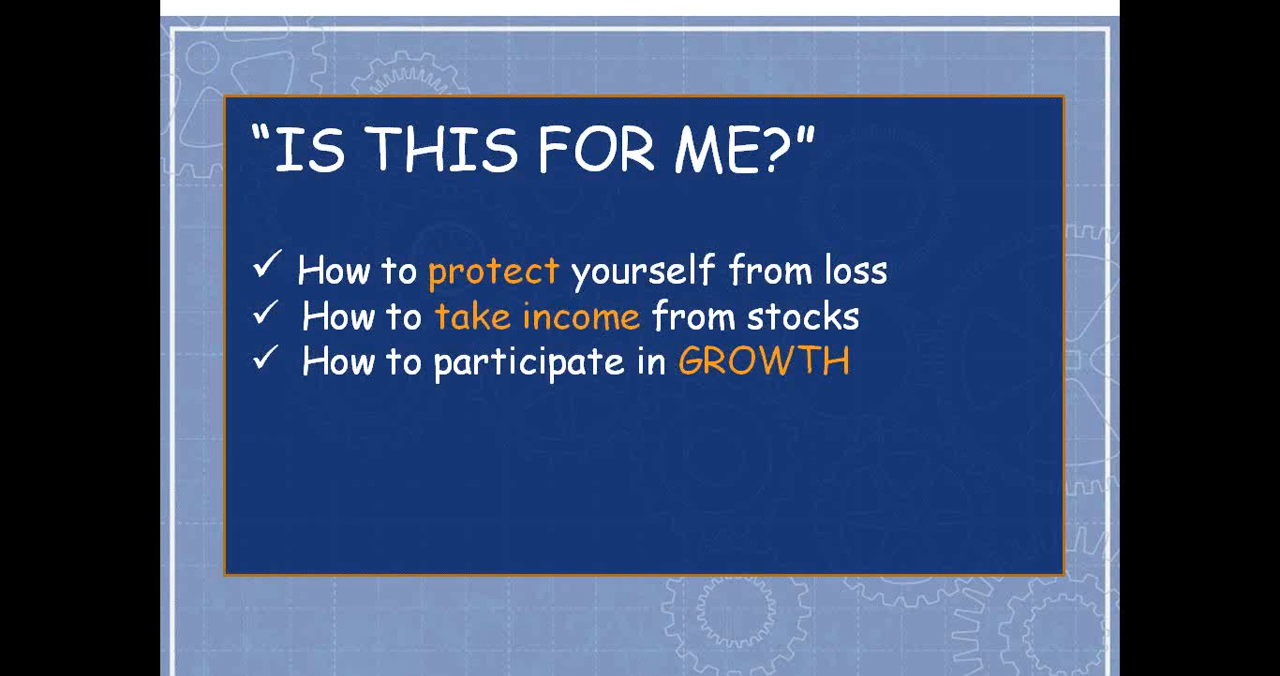 "IS THIS FOR ME?"
✓ How to protect yourself from loss
✓ How to take income from stocks
✓ How to participate in GROWTH